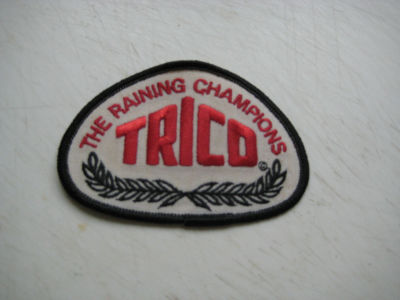 THE RAINING CHAMPIONS
TRICO
®